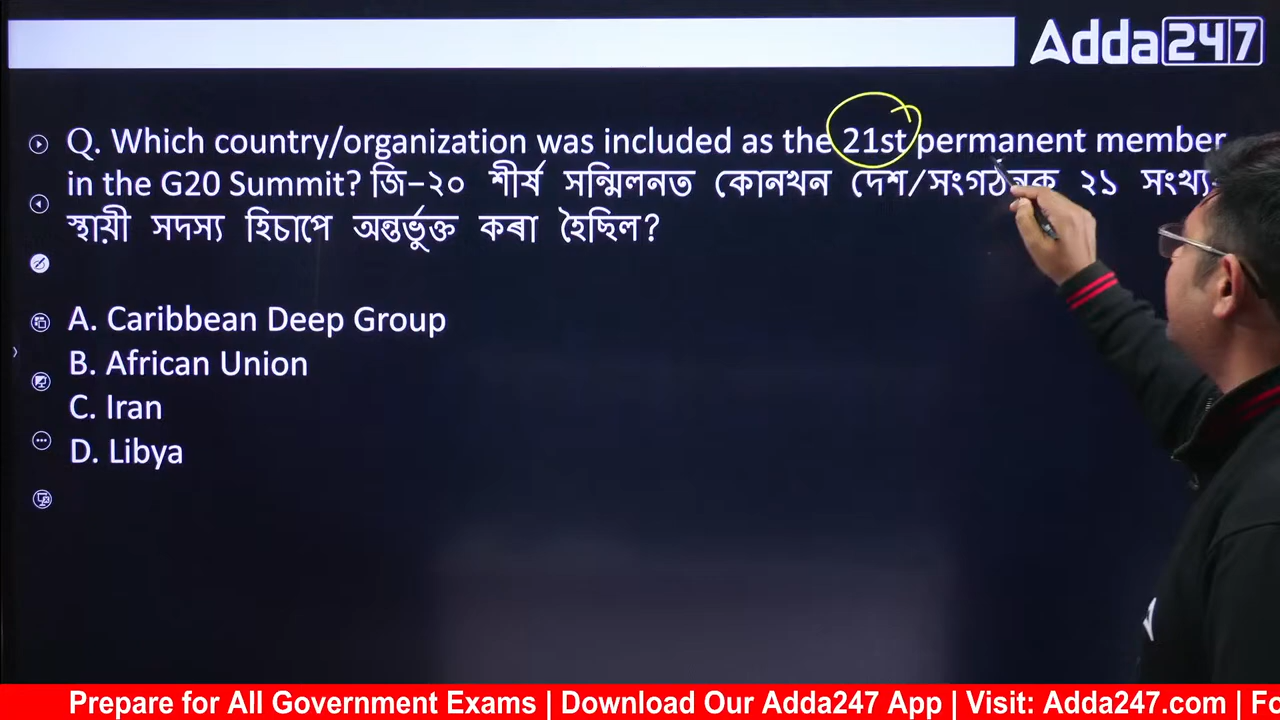 Adda247
Q. Which country/organization was included as the 21st permanent member
in the G20 Summit? জি–২০ শীৰ্ষ সন্মিলনত কোনখন দেশ/সংগঠনক ২১ সংখ্যক
স্থায়ী সদস্য হিচাপে অন্তৰ্ভুক্ত কৰা হৈছিল?
A. Caribbean Deep Group
B. African Union
C. Iran
D. Libya
Prepare for All Government Exams | Download Our Adda247 App | Visit: Adda247.com | Fo